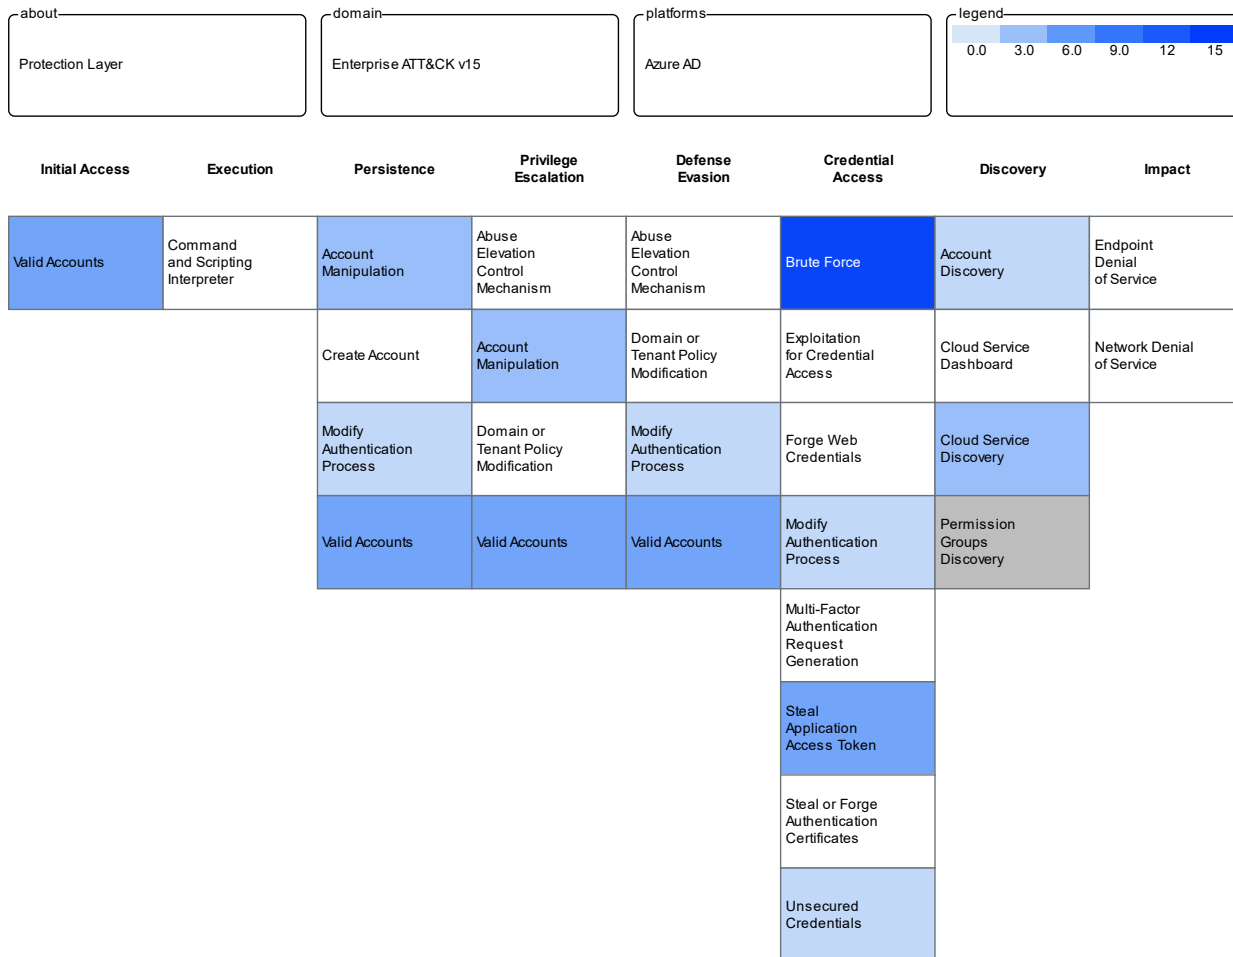 about
domain
platforms
legend
Protection Layer
Enterprise ATT&CK v15
Azure AD
0.0 3.0 6.0 9.0 12 15
Initial Access
Execution
Persistence
Privilege
Escalation
Defense
Evasion
Credential
Access
Discovery
Impact
Valid Accounts
Command
and Scripting
Interpreter
Account
Manipulation
Abuse
Elevation
Control
Mechanism
Abuse
Elevation
Control
Mechanism
Brute Force
Account
Discovery
Endpoint
Denial
of Service
Create Account
Account
Manipulation
Domain or
Tenant Policy
Modification
Exploitation
for Credential
Access
Cloud Service
Dashboard
Network Denial
of Service
Modify
Authentication
Process
Domain or
Tenant Policy
Modification
Modify
Authentication
Process
Forge Web
Credentials
Cloud Service
Discovery
Valid Accounts
Valid Accounts
Valid Accounts
Modify
Authentication
Process
Permission
Groups
Discovery
Multi-Factor
Authentication
Request
Generation
Steal
Application
Access Token
Steal or Forge
Authentication
Certificates
Unsecured
Credentials